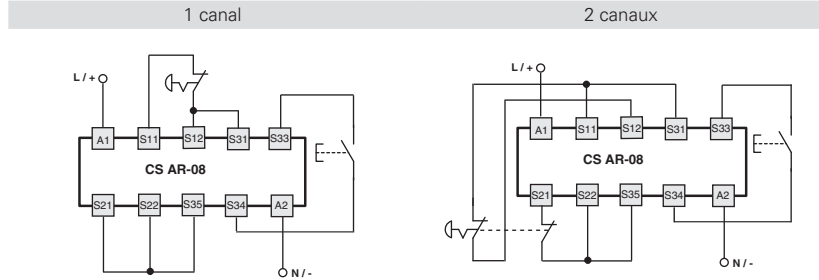 1 canal 2 canaux
L / + L / +
A1 S11 S12 S31 S33 A1 S11 S12 S31 S33
CS AR-08 CS AR-08
S21 S22 S35 S34 A2 S21 S22 S35 S34 A2
N / - N / -